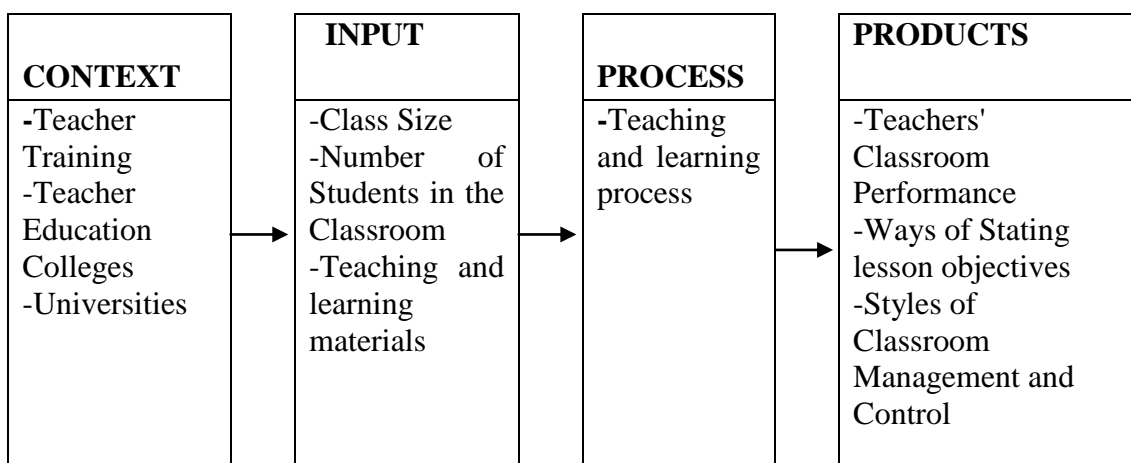 CONTEXT
-Teacher
Training
-Teacher
Education
Colleges
-Universities
INPUT
-Class Size
-Number of
Students in the
Classroom
-Teaching and
learning
materials
PROCESS
-Teaching
and learning
process
PRODUCTS
-Teachers'
Classroom
Performance
-Ways of Stating
lesson objectives
-Styles of
Classroom
Management and
Control